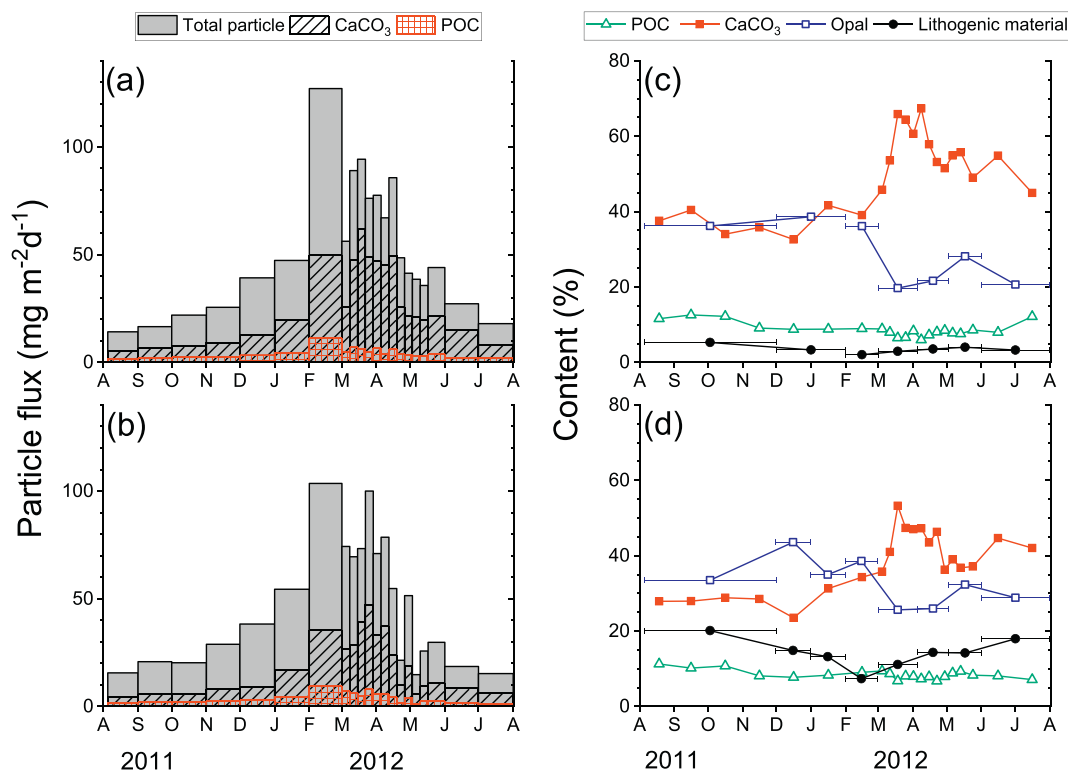 Total particle CaCO₃ POC
POC CaCO₃ Opal Lithogenic material
Particle flux (mg m⁻²d⁻¹)
(a)
100
50
0
A S O N D J F M A M J J A
(b)
100
50
0
A S O N D J F M A M J J A
2011 2012
Content (%)
(c)
80
60
40
20
0
A S O N D J F M A M J J A
(d)
80
60
40
20
0
A S O N D J F M A M J J A
2011 2012